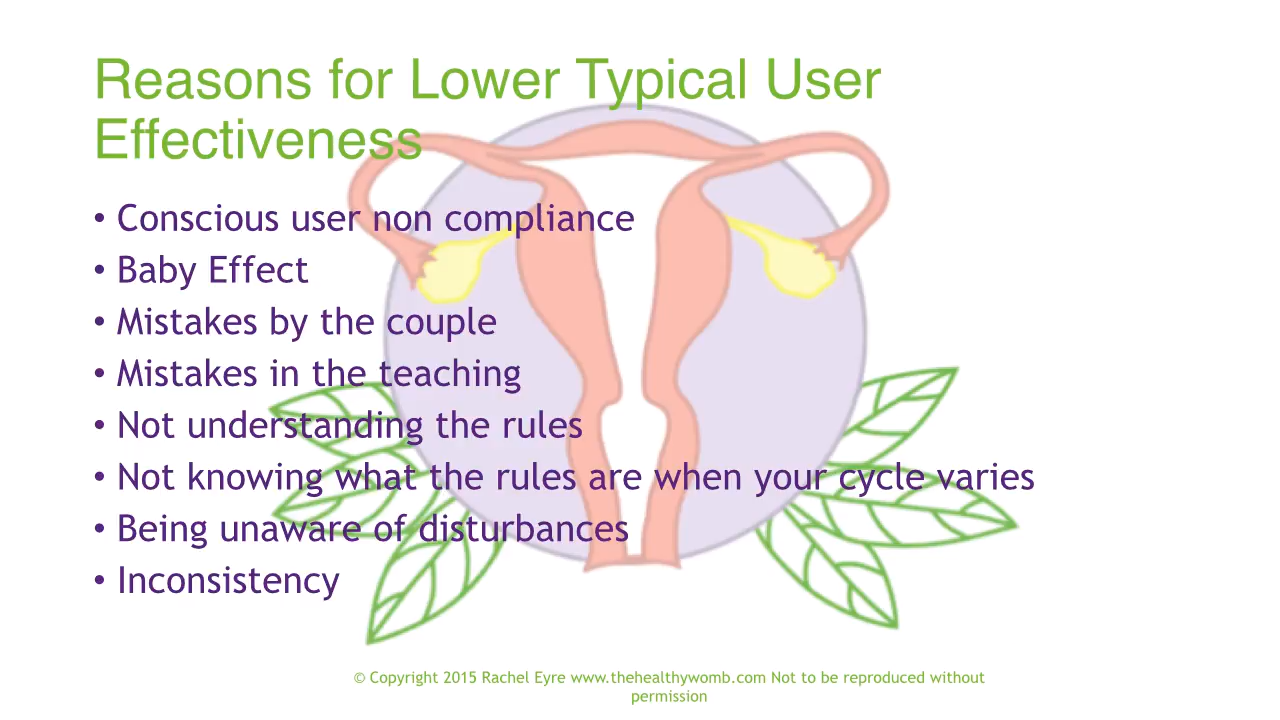 Reasons for Lower Typical User
Effectiveness
• Conscious user non compliance
• Baby Effect
• Mistakes by the couple
• Mistakes in the teaching
• Not understanding the rules
• Not knowing what the rules are when your cycle varies
• Being unaware of disturbances
• Inconsistency
© Copyright 2015 Rachel Eyre www.thehealthywomb.com Not to be reproduced without
permission